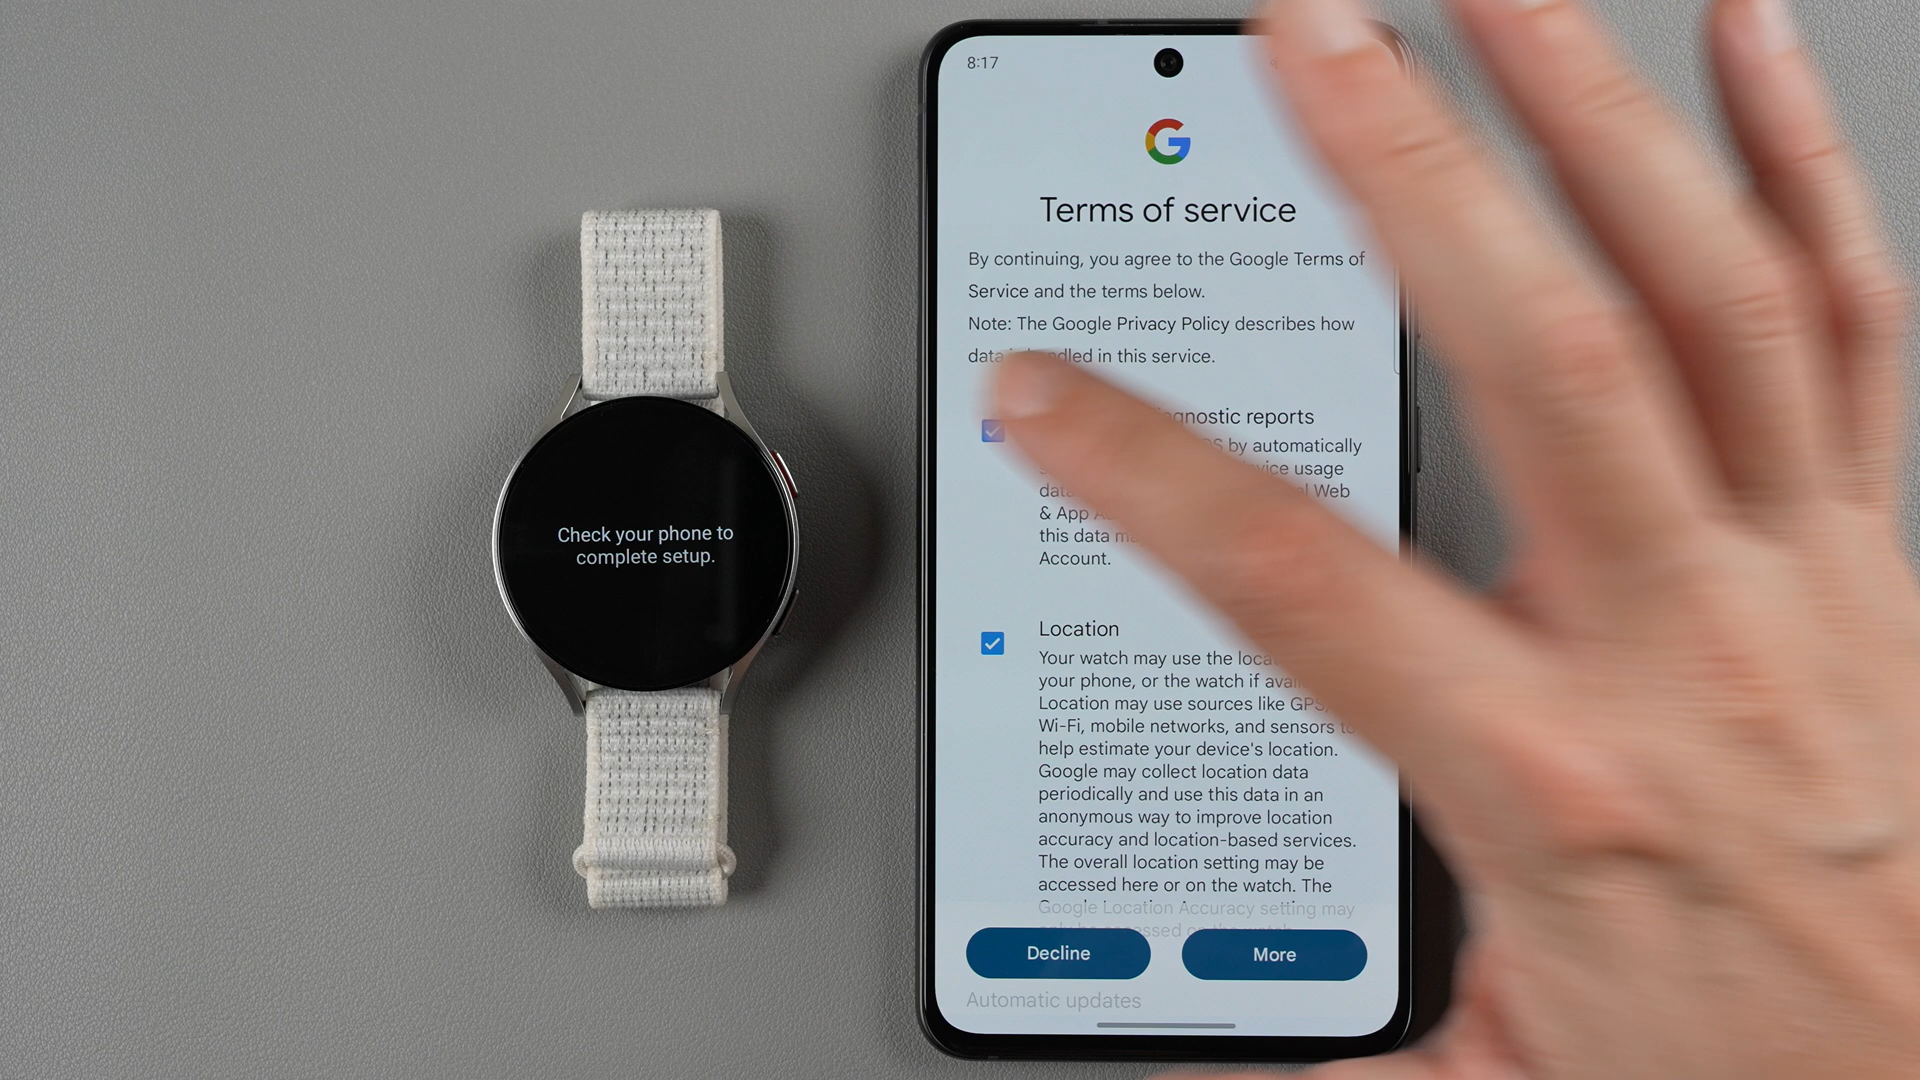 Check your phone to
complete setup.
8:17
G
Terms of service
By continuing, you agree to the Google Terms of
Service and the terms below.
Note: The Google Privacy Policy describes how
data in this service.
reports
by automatically
usage
Web
& App
this data
Account.
Location
Your watch may use the
your phone, or the watch if
Location may use sources like GPS,
Wi-Fi, mobile networks, and sensors to
help estimate your device's location.
Google may collect location data
periodically and use this data in an
anonymous way to improve location
accuracy and location-based services.
The overall location setting may be
accessed here or on the watch. The
Google Location Accuracy setting may
Decline
More
Automatic updates